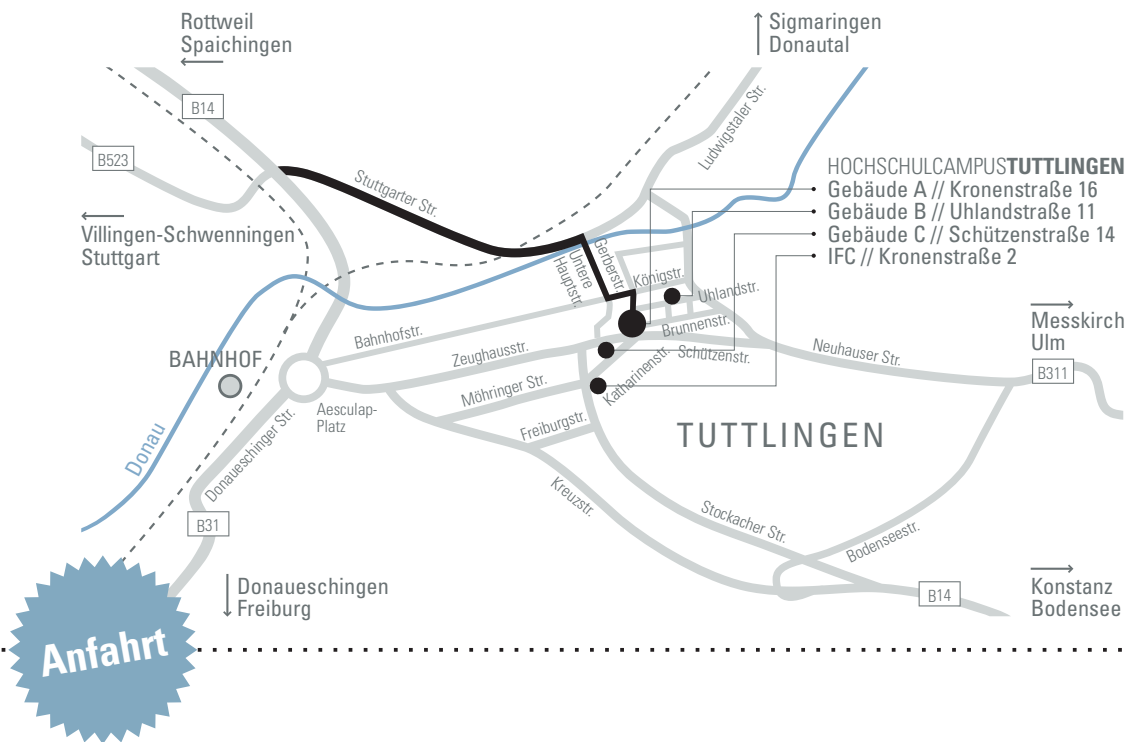 Rottweil
Spaichingen
Sigmaringen
Donautal
B14
B523
Ludwigstaler Str.
Stuttgarter Str.
HOCHSCHULCAMPUSTUTTLINGEN
Gebäude A // Kronenstraße 16
Gebäude B // Uhlandstraße 11
Gebäude C // Schützenstraße 14
IFC // Kronenstraße 2
Villingen-Schwenningen
Stuttgart
Untere
Hauptstr.
Gerberstr.
Königstr.
Uhlandstr.
Brunnenstr.
Bahnhofstr.
Messkirch
Ulm
B311
BAHNHOF
Zeughausstr.
Schützenstr.
Neuhauser Str.
Katharinenstr.
Möhringer Str.
Aesculap-
Platz
Freiburgstr.
TUTTLINGEN
Donau
Donaueschinger Str.
Kreuzstr.
Stockacher Str.
Bodenseestr.
B31
Donaueschingen
Freiburg
B14
Konstanz
Bodensee
Anfahrt